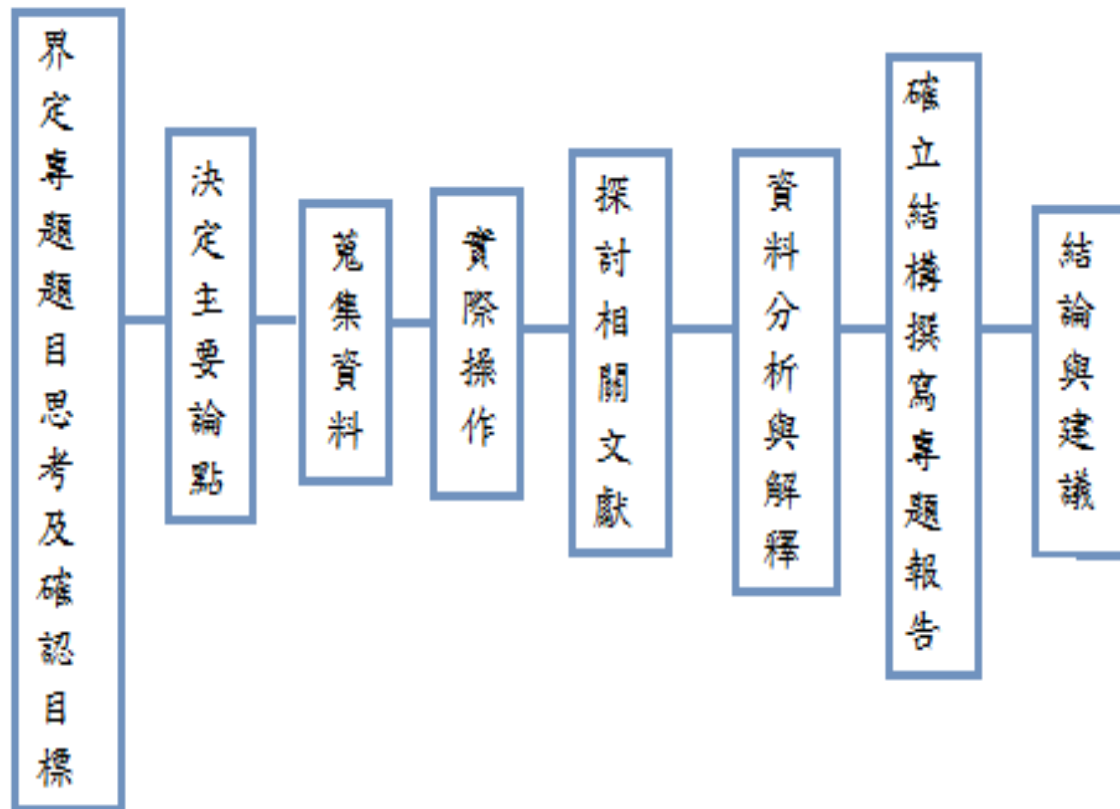 界定專題題目思考及確認目標
決定主要論點
蒐集資料
實際操作
探討相關文獻
資料分析與解釋
確立結構撰寫專題報告
結論與建議